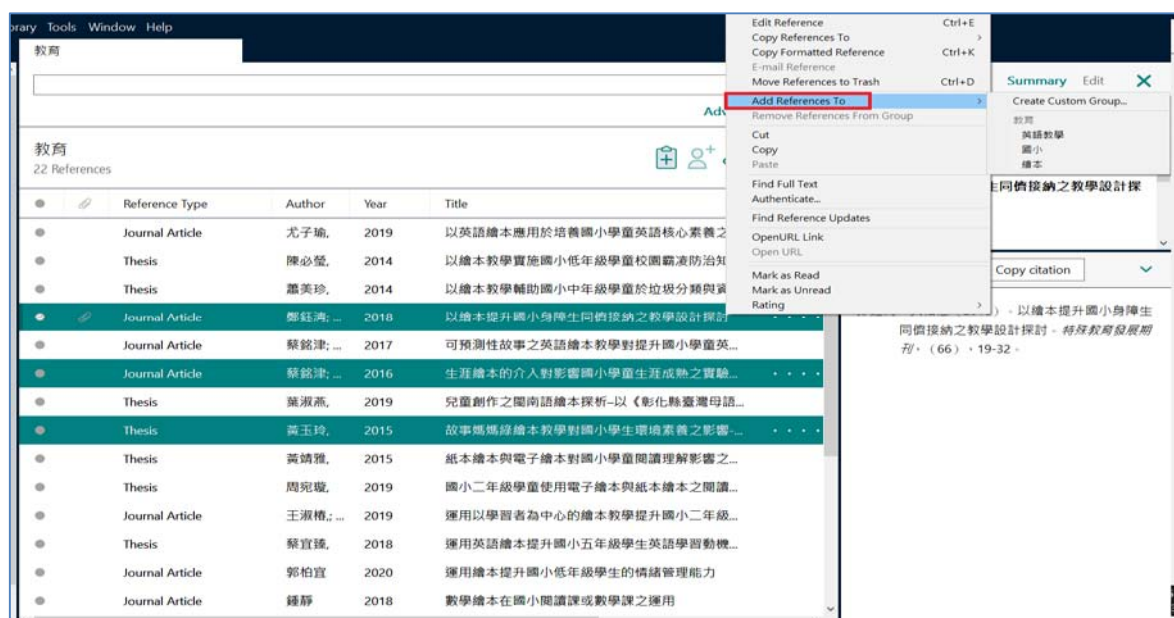 rary Tools Window Help
教育
Adv
教育
22 References
Reference Type Author Year Title
Journal Article 尤子瑜, 2019 以英語繪本應用於培養國小學童英語核心素養之
Thesis 陳必瑩, 2014 以繪本教學實施國小低年級學童校園霸凌防治知
Thesis 蕭美珍, 2014 以繪本教學輔助國小中年級學童於垃圾分類與資
Journal Article 鄭鈺澫; ... 2018 以繪本提升國小身障生同儕接納之教學設計探討
Journal Article 蔡銘津; ... 2017 可預測性故事之英語繪本教學對提升國小學童英...
Journal Article 蔡銘津; ... 2016 生涯繪本的介入對影響國小學童生涯成熟之實驗...
Thesis 葉淑燕, 2019 兒童創作之閩南語繪本探析–以《彰化縣臺灣母語...
Thesis 黃玉玲, 2015 故事媽媽綠繪本教學對國小學生環境素養之影響-...
Thesis 黃靖雅, 2015 紙本繪本與電子繪本對國小學童閱讀理解影響之...
Thesis 周宛璇, 2019 國小二年級學童使用電子繪本與紙本繪本之閱讀...
Journal Article 王淑椿,; ... 2019 運用以學習者為中心的繪本教學提升國小二年級...
Thesis 蔡宜臻, 2018 運用英語繪本提升國小五年級學生英語學習動機...
Journal Article 郭柏宜 2020 運用繪本提升國小低年級學生的情緒管理能力
Journal Article 鍾靜 2018 數學繪本在國小閱讀課或數學課之運用
Edit Reference Ctrl+E
Copy References To
Copy Formatted Reference Ctrl+K
E-mail Reference
Move References to Trash Ctrl+D
Add References To
Remove References From Group
Cut
Copy
Paste
Find Full Text
Authenticate...
Find Reference Updates
OpenURL Link
Open URL
Mark as Read
Mark as Unread
Rating
Summary Edit
Create Custom Group...
教育
英語教學
國小
繪本
生同儕接納之教學設計探
Copy citation
)。以繪本提升國小身障生
同儕接納之教學設計探討。特殊教育發展期
刊,(66),19-32。